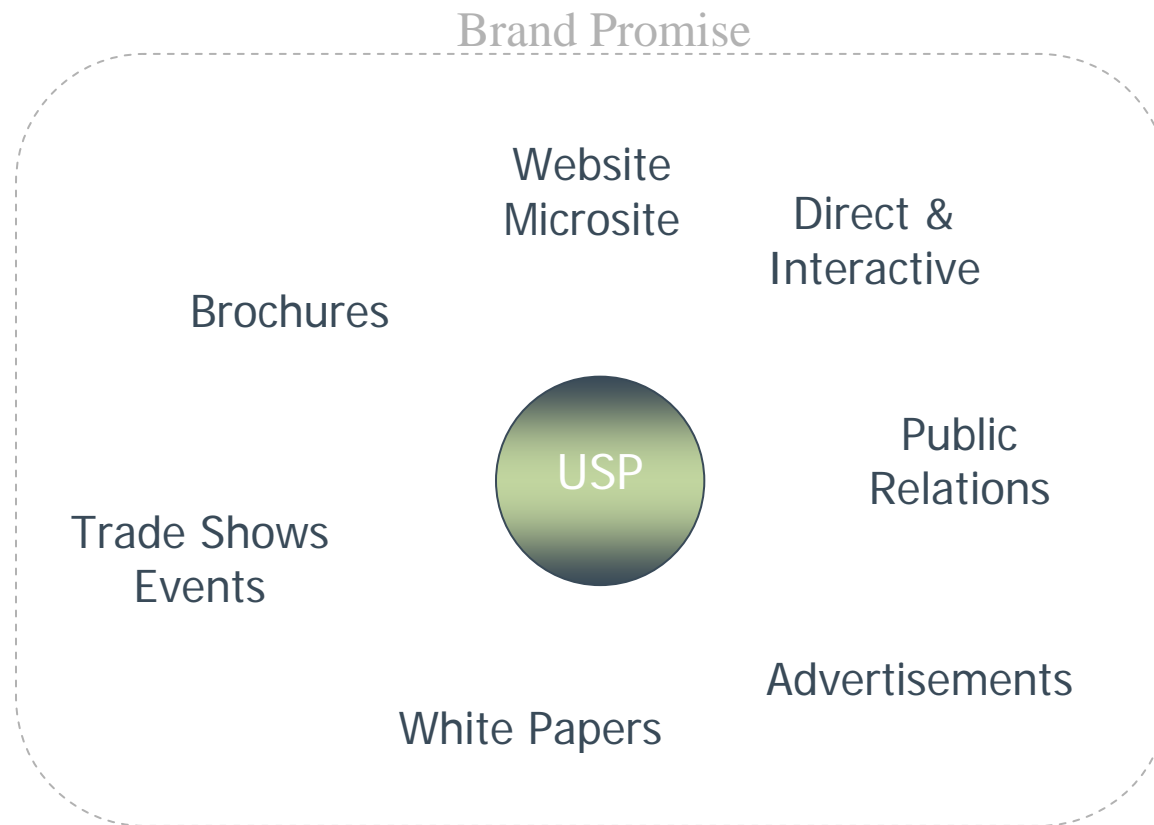 Brand Promise
Website
Microsite
Direct &
Interactive
Brochures
USP
Public
Relations
Trade Shows
Events
Advertisements
White Papers